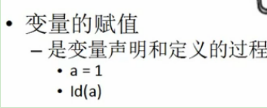 • 变量的赋值
– 是变量声明和定义的过程
• a = 1
• Id(a)